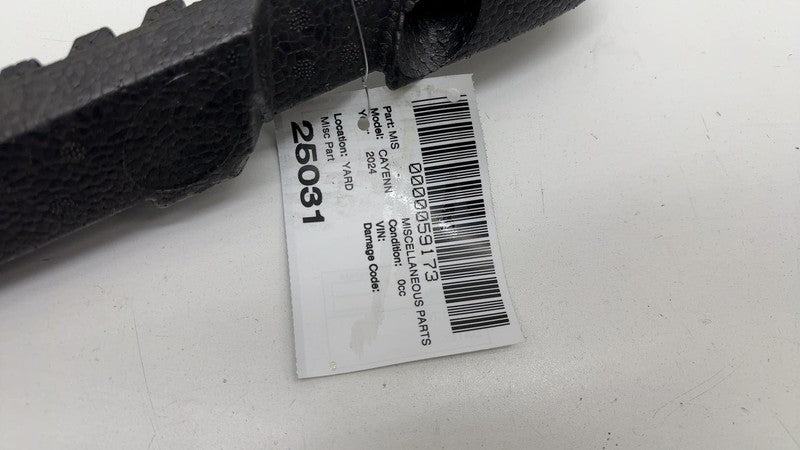 0000059173
Part: MIS MISCELLANEOUS PARTS
Model: CAYENN Condition: 0cc
2024 VIN:
Damage Code:
Location: YARD
Misc Part
25031